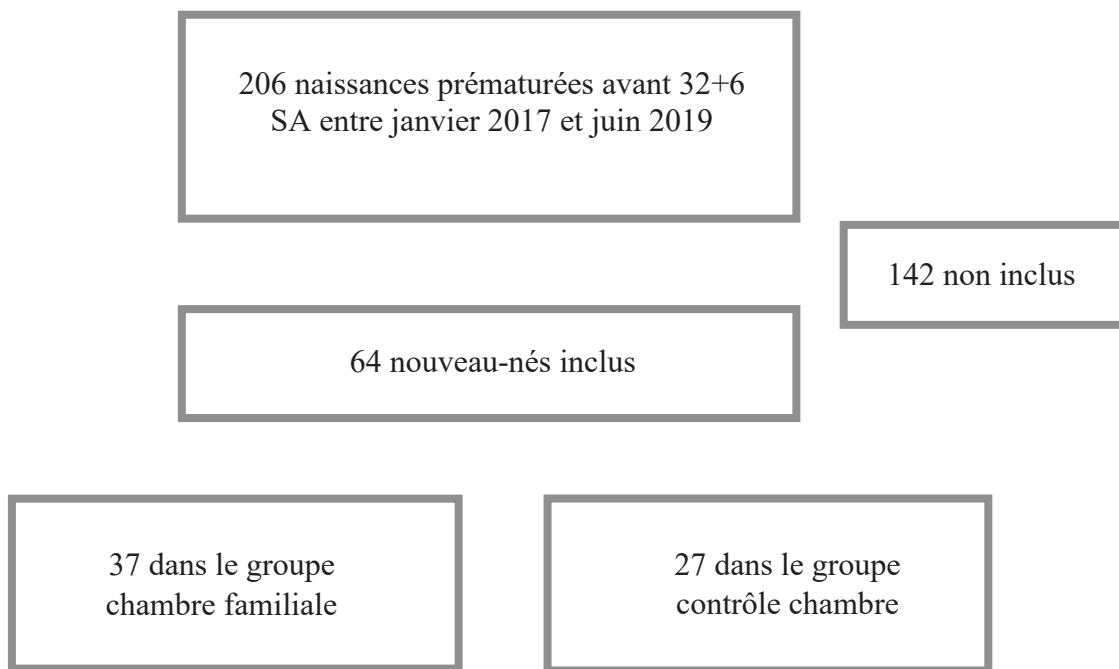 206 naissances prématurées avant 32+6
SA entre janvier 2017 et juin 2019
142 non inclus
64 nouveau-nés inclus
37 dans le groupe
chambre familiale
27 dans le groupe
contrôle chambre